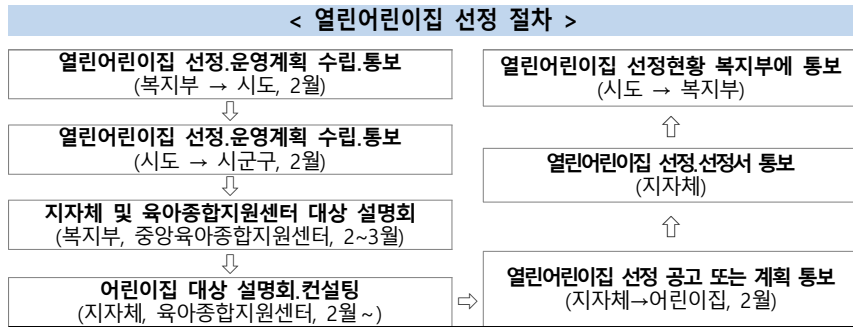 < 열린어린이집 선정 절차 >
열린어린이집 선정.운영계획 수립.통보
(복지부 → 시도, 2월)
⇩
열린어린이집 선정.운영계획 수립.통보
(시도 → 시군구, 2월)
⇩
지자체 및 육아종합지원센터 대상 설명회
(복지부, 중앙육아종합지원센터, 2~3월)
⇩
어린이집 대상 설명회.컨설팅
(지자체, 육아종합지원센터, 2월~)
⇨
열린어린이집 선정 공고 또는 계획 통보
(지자체→어린이집, 2월)
⇧
열린어린이집 선정.선정서 통보
(지자체)
⇧
열린어린이집 선정현황 복지부에 통보
(시도 → 복지부)